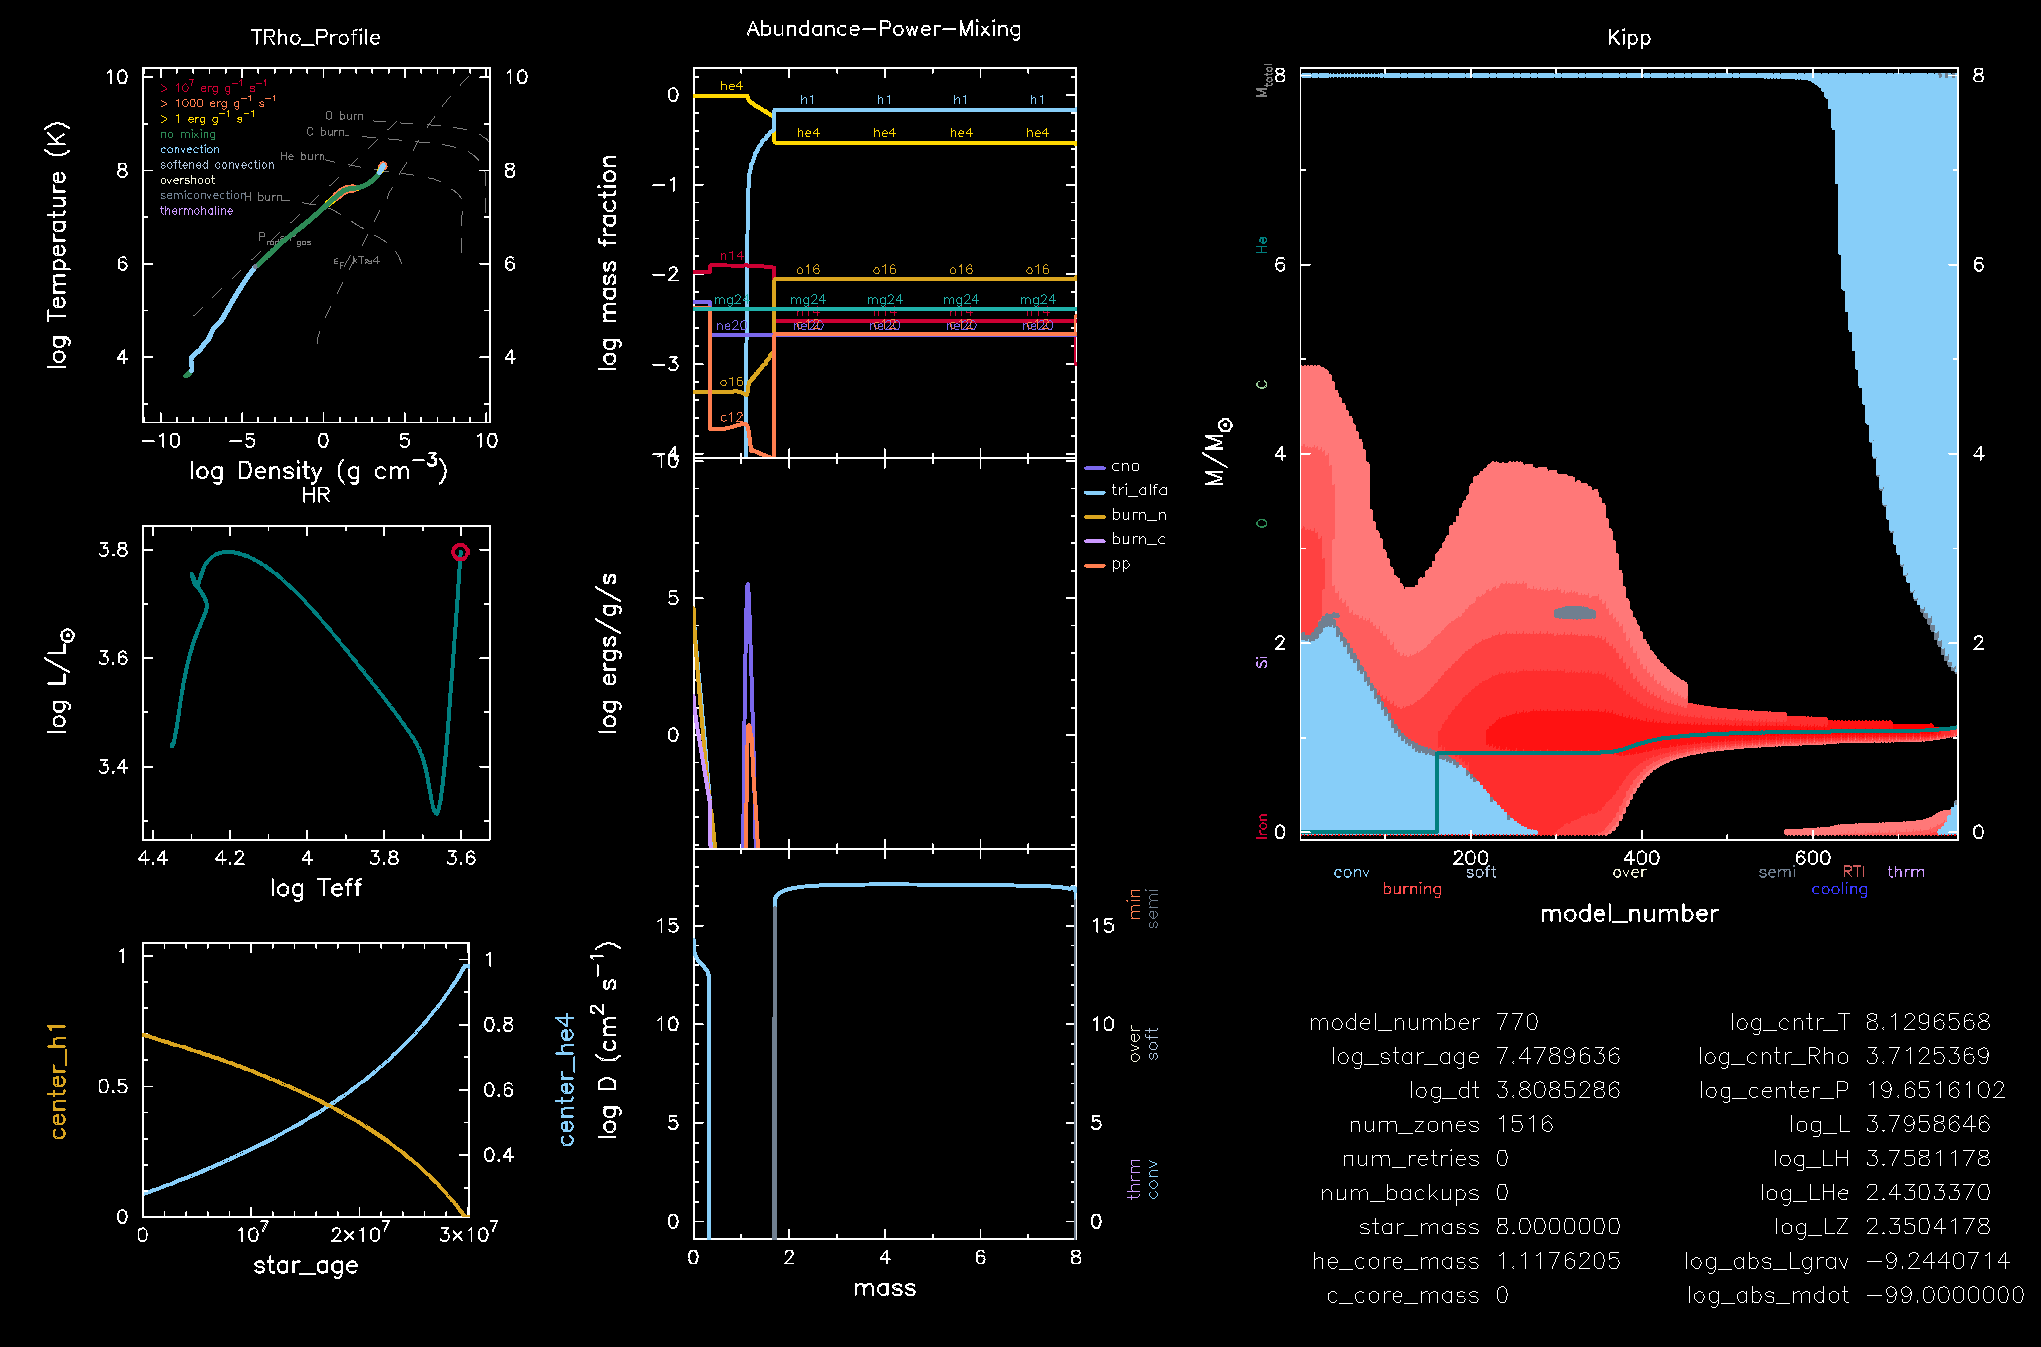 TRho_Profile
10
8
6
4
10
8
6
4
> 10⁷ erg g⁻¹ s⁻¹
> 1000 erg g⁻¹ s⁻¹
> 1 erg g⁻¹ s⁻¹
no mixing
convection
softened convection
overshoot
semiconvection
thermohaline
O burn
C burn
He burn
H burn
εF/kT≈4
log Temperature (K)
−10 −5 0 5 10
log Density (g cm⁻³)
HR
3.8
3.6
3.4
log L/L☉
4.4 4.2 4 3.8 3.6
log Teff
center_h1
1
0.5
0
1
0.8
0.6
0.4
center_he4
0 10⁷ 2×10⁷ 3×10⁷
star_age
Abundance−Power−Mixing
log mass fraction
0
−1
−2
−3
−4
he4
h1 h1 h1 h1
he4 he4 he4 he4
n14
o16 o16 o16 o16
mg24 mg24 mg24 mg24 mg24
ne20
o16
c12
log ergs/g/s
10
5
0
cno
tri_alfa
burn_n
burn_c
pp
log D (cm² s⁻¹)
15
10
5
0
15
10
5
0
min
semi
over
soft
thrm
conv
0 2 4 6 8
mass
Kipp
M/M☉
Mtotal
He
C
O
Si
Iron
8
6
4
2
0
8
6
4
2
0
200 400 600
conv soft over semi RTI thrm
burning cooling
model_number
model_number 770 log_cntr_T 8.1296568
log_star_age 7.4789636 log_cntr_Rho 3.7125369
log_dt 3.8085286 log_center_P 19.6516102
num_zones 1516 log_L 3.7958646
num_retries 0 log_LH 3.7581178
num_backups 0 log_LHe 2.4303370
star_mass 8.0000000 log_LZ 2.3504178
he_core_mass 1.1176205 log_abs_Lgrav −9.2440714
c_core_mass 0 log_abs_mdot −99.0000000